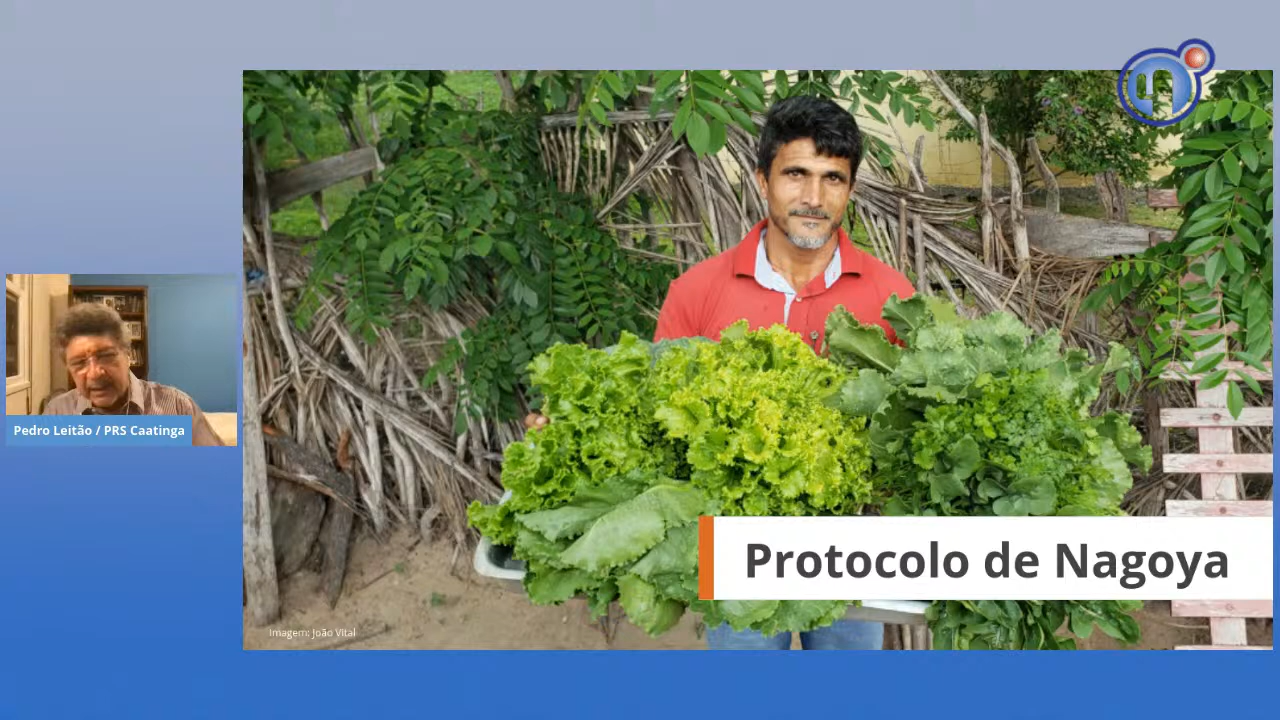 Pedro Leitão / PRS Caatinga
Protocolo de Nagoya
Imagem: João Vital